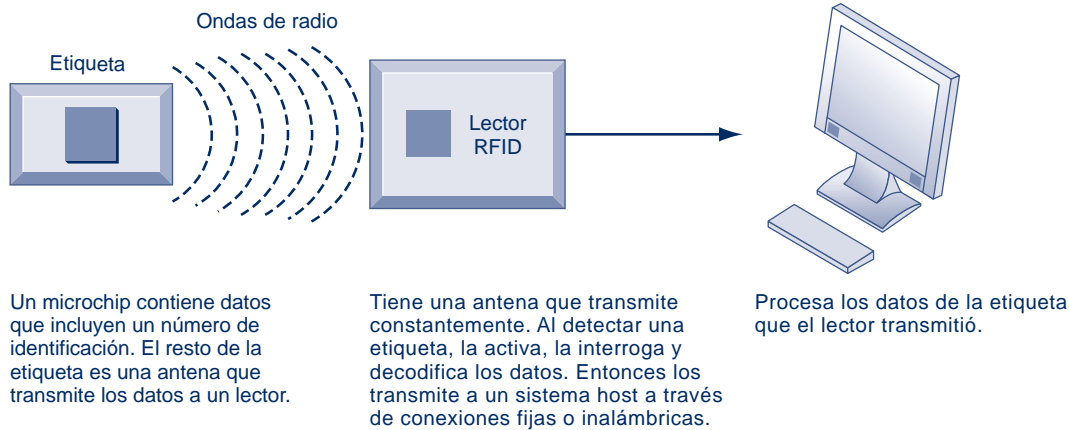 Ondas de radio
Etiqueta
Lector
RFID
Un microchip contiene datos
que incluyen un número de
identificación. El resto de la
etiqueta es una antena que
transmite los datos a un lector.
Tiene una antena que transmite
constantemente. Al detectar una
etiqueta, la activa, la interroga y
decodifica los datos. Entonces los
transmite a un sistema host a través
de conexiones fijas o inalámbricas.
Procesa los datos de la etiqueta
que el lector transmitió.